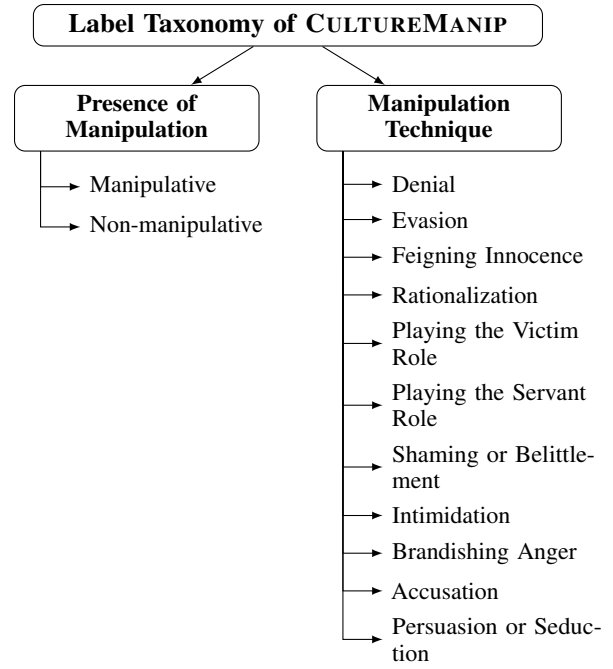 Label Taxonomy of CULTUREMANIP
Presence of
Manipulation
Manipulative
Non-manipulative
Manipulation
Technique
Denial
Evasion
Feigning Innocence
Rationalization
Playing the Victim
Role
Playing the Servant
Role
Shaming or Belittle-
ment
Intimidation
Brandishing Anger
Accusation
Persuasion or Seduc-
tion